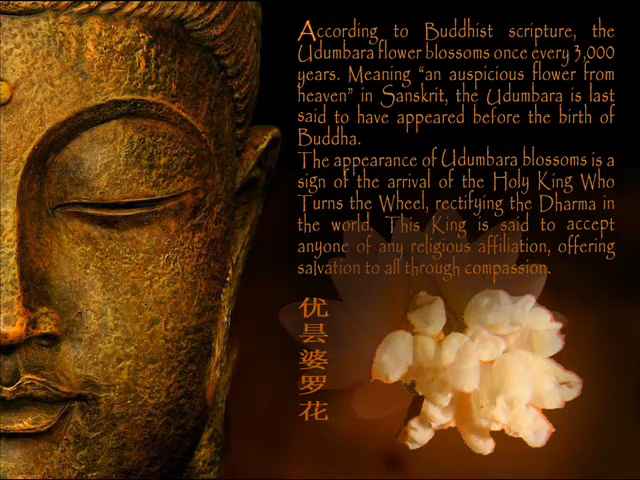 According to Buddhist scripture, the
Udumbara flower blossoms once every 3,000
years. Meaning “an auspicious flower from
heaven” in Sanskrit, the Udumbara is last
said to have appeared before the birth of
Buddha.
The appearance of Udumbara blossoms is a
sign of the arrival of the Holy King Who
Turns the Wheel, rectifying the Dharma in
the world. This King is said to accept
anyone of any religious affiliation, offering
salvation to all through compassion.
优昙婆罗花